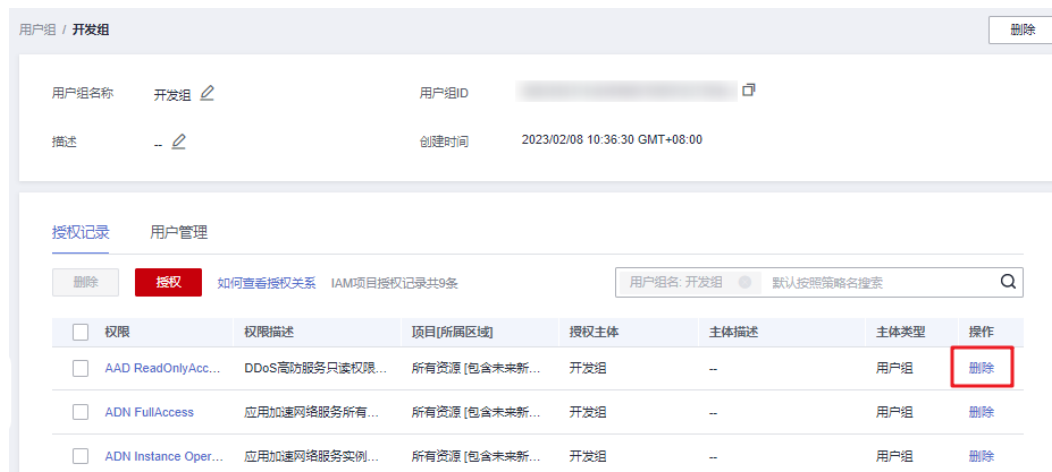 用户组 / 开发组 删除
用户组名称 开发组 用户组ID
描述 -- 创建时间 2023/02/08 10:36:30 GMT+08:00
授权记录 用户管理
删除 授权 如何查看授权关系 IAM项目授权记录共9条 用户组名: 开发组 默认按照策略名搜索
权限 权限描述 项目[所属区域] 授权主体 主体描述 主体类型 操作
AAD ReadOnlyAcc... DDoS高防服务只读权限... 所有资源 [包含未来新... 开发组 -- 用户组 删除
ADN FullAccess 应用加速网络服务所有... 所有资源 [包含未来新... 开发组 -- 用户组 删除
ADN Instance Oper... 应用加速网络服务实例... 所有资源 [包含未来新... 开发组 -- 用户组 删除